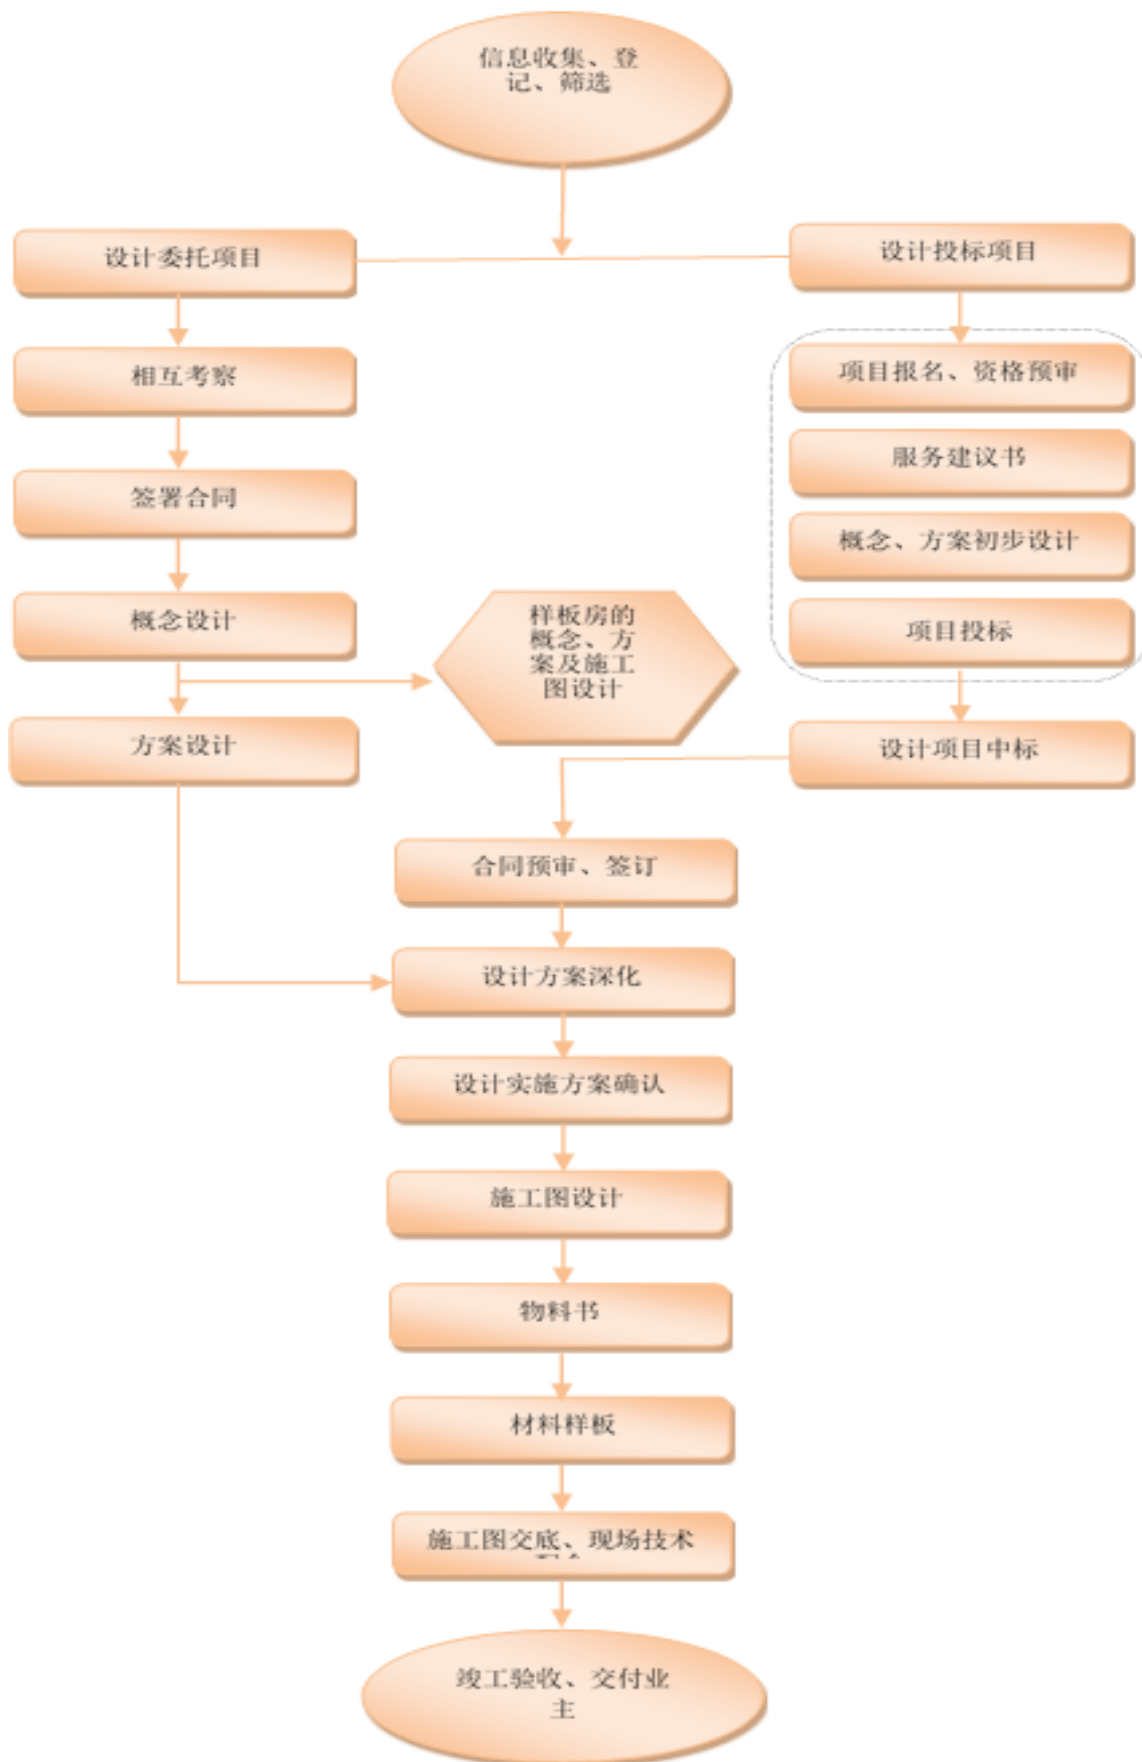 信息收集、登
记、筛选
设计委托项目
设计投标项目
相互考察
项目报名、资格预审
签署合同
服务建议书
概念、方案初步设计
概念设计
样板房的
概念、方
案及施工
图设计
项目投标
方案设计
设计项目中标
合同预审、签订
设计方案深化
设计实施方案确认
施工图设计
物料书
材料样板
施工图交底、现场技术
竣工验收、交付业
主